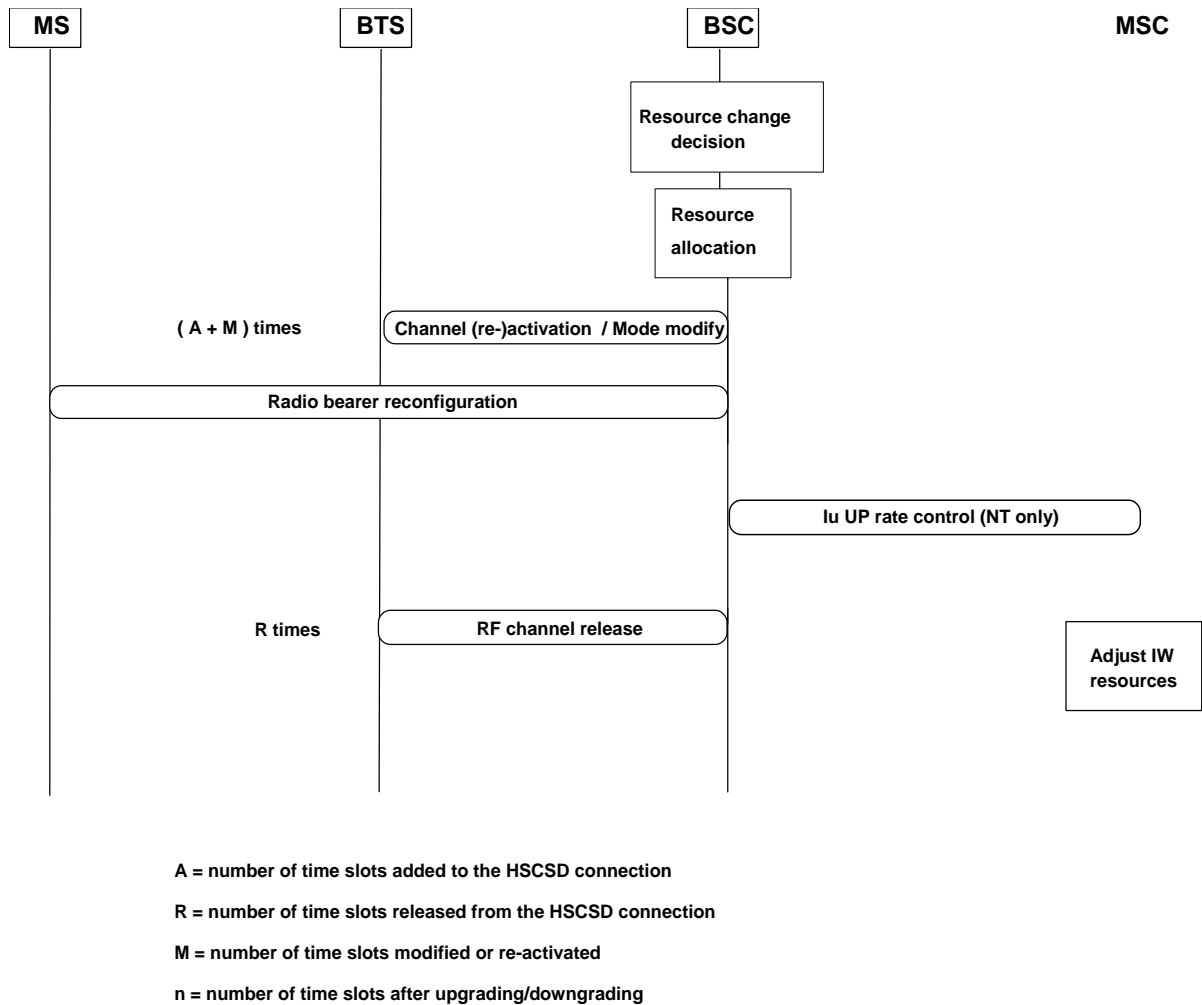 MS BTS BSC MSC
Resource change
decision
Resource
allocation
( A + M ) times Channel (re-)activation / Mode modify
Radio bearer reconfiguration
Iu UP rate control (NT only)
R times RF channel release
Adjust IW
resources
A = number of time slots added to the HSCSD connection
R = number of time slots released from the HSCSD connection
M = number of time slots modified or re-activated
n = number of time slots after upgrading/downgrading